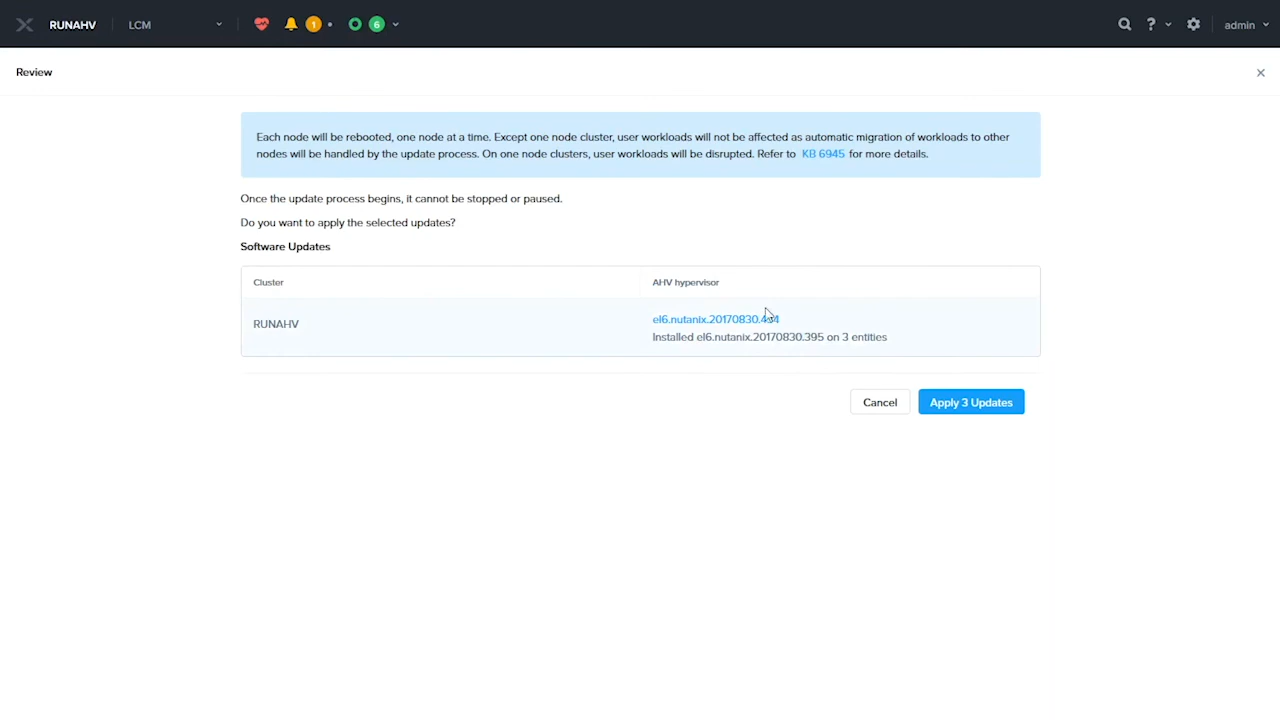 RUNAHV
LCM
1
6
?
admin
Review
Each node will be rebooted, one node at a time. Except one node cluster, user workloads will not be affected as automatic migration of workloads to other
nodes will be handled by the update process. On one node clusters, user workloads will be disrupted. Refer to KB 6945 for more details.
Once the update process begins, it cannot be stopped or paused.
Do you want to apply the selected updates?
Software Updates
Cluster
AHV hypervisor
RUNAHV
Installed el6.nutanix.20170830.395 on 3 entities
Cancel
Apply 3 Updates